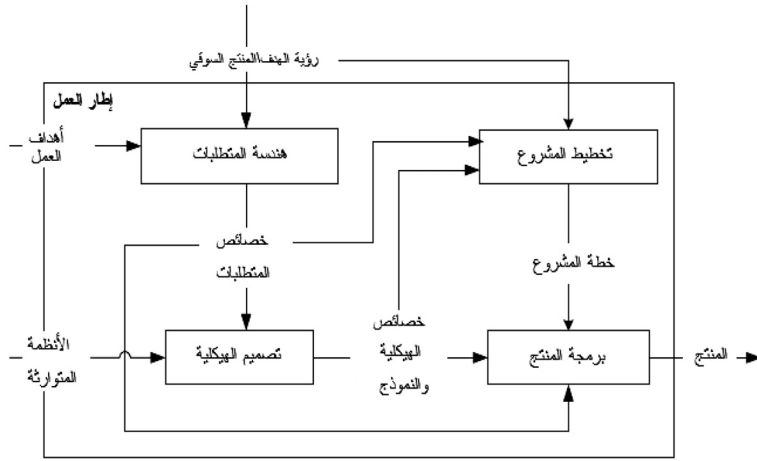 رؤية الهدف\المنتج السوقي
إطار العمل
أهداف
العمل
هندسة المتطلبات
تخطيط المشروع
خصائص
المتطلبات
خطة المشروع
الأنظمة
المتوارثة
تصميم الهيكلية
خصائص
الهيكلية
والنموذج
برمجة المنتج
المنتج